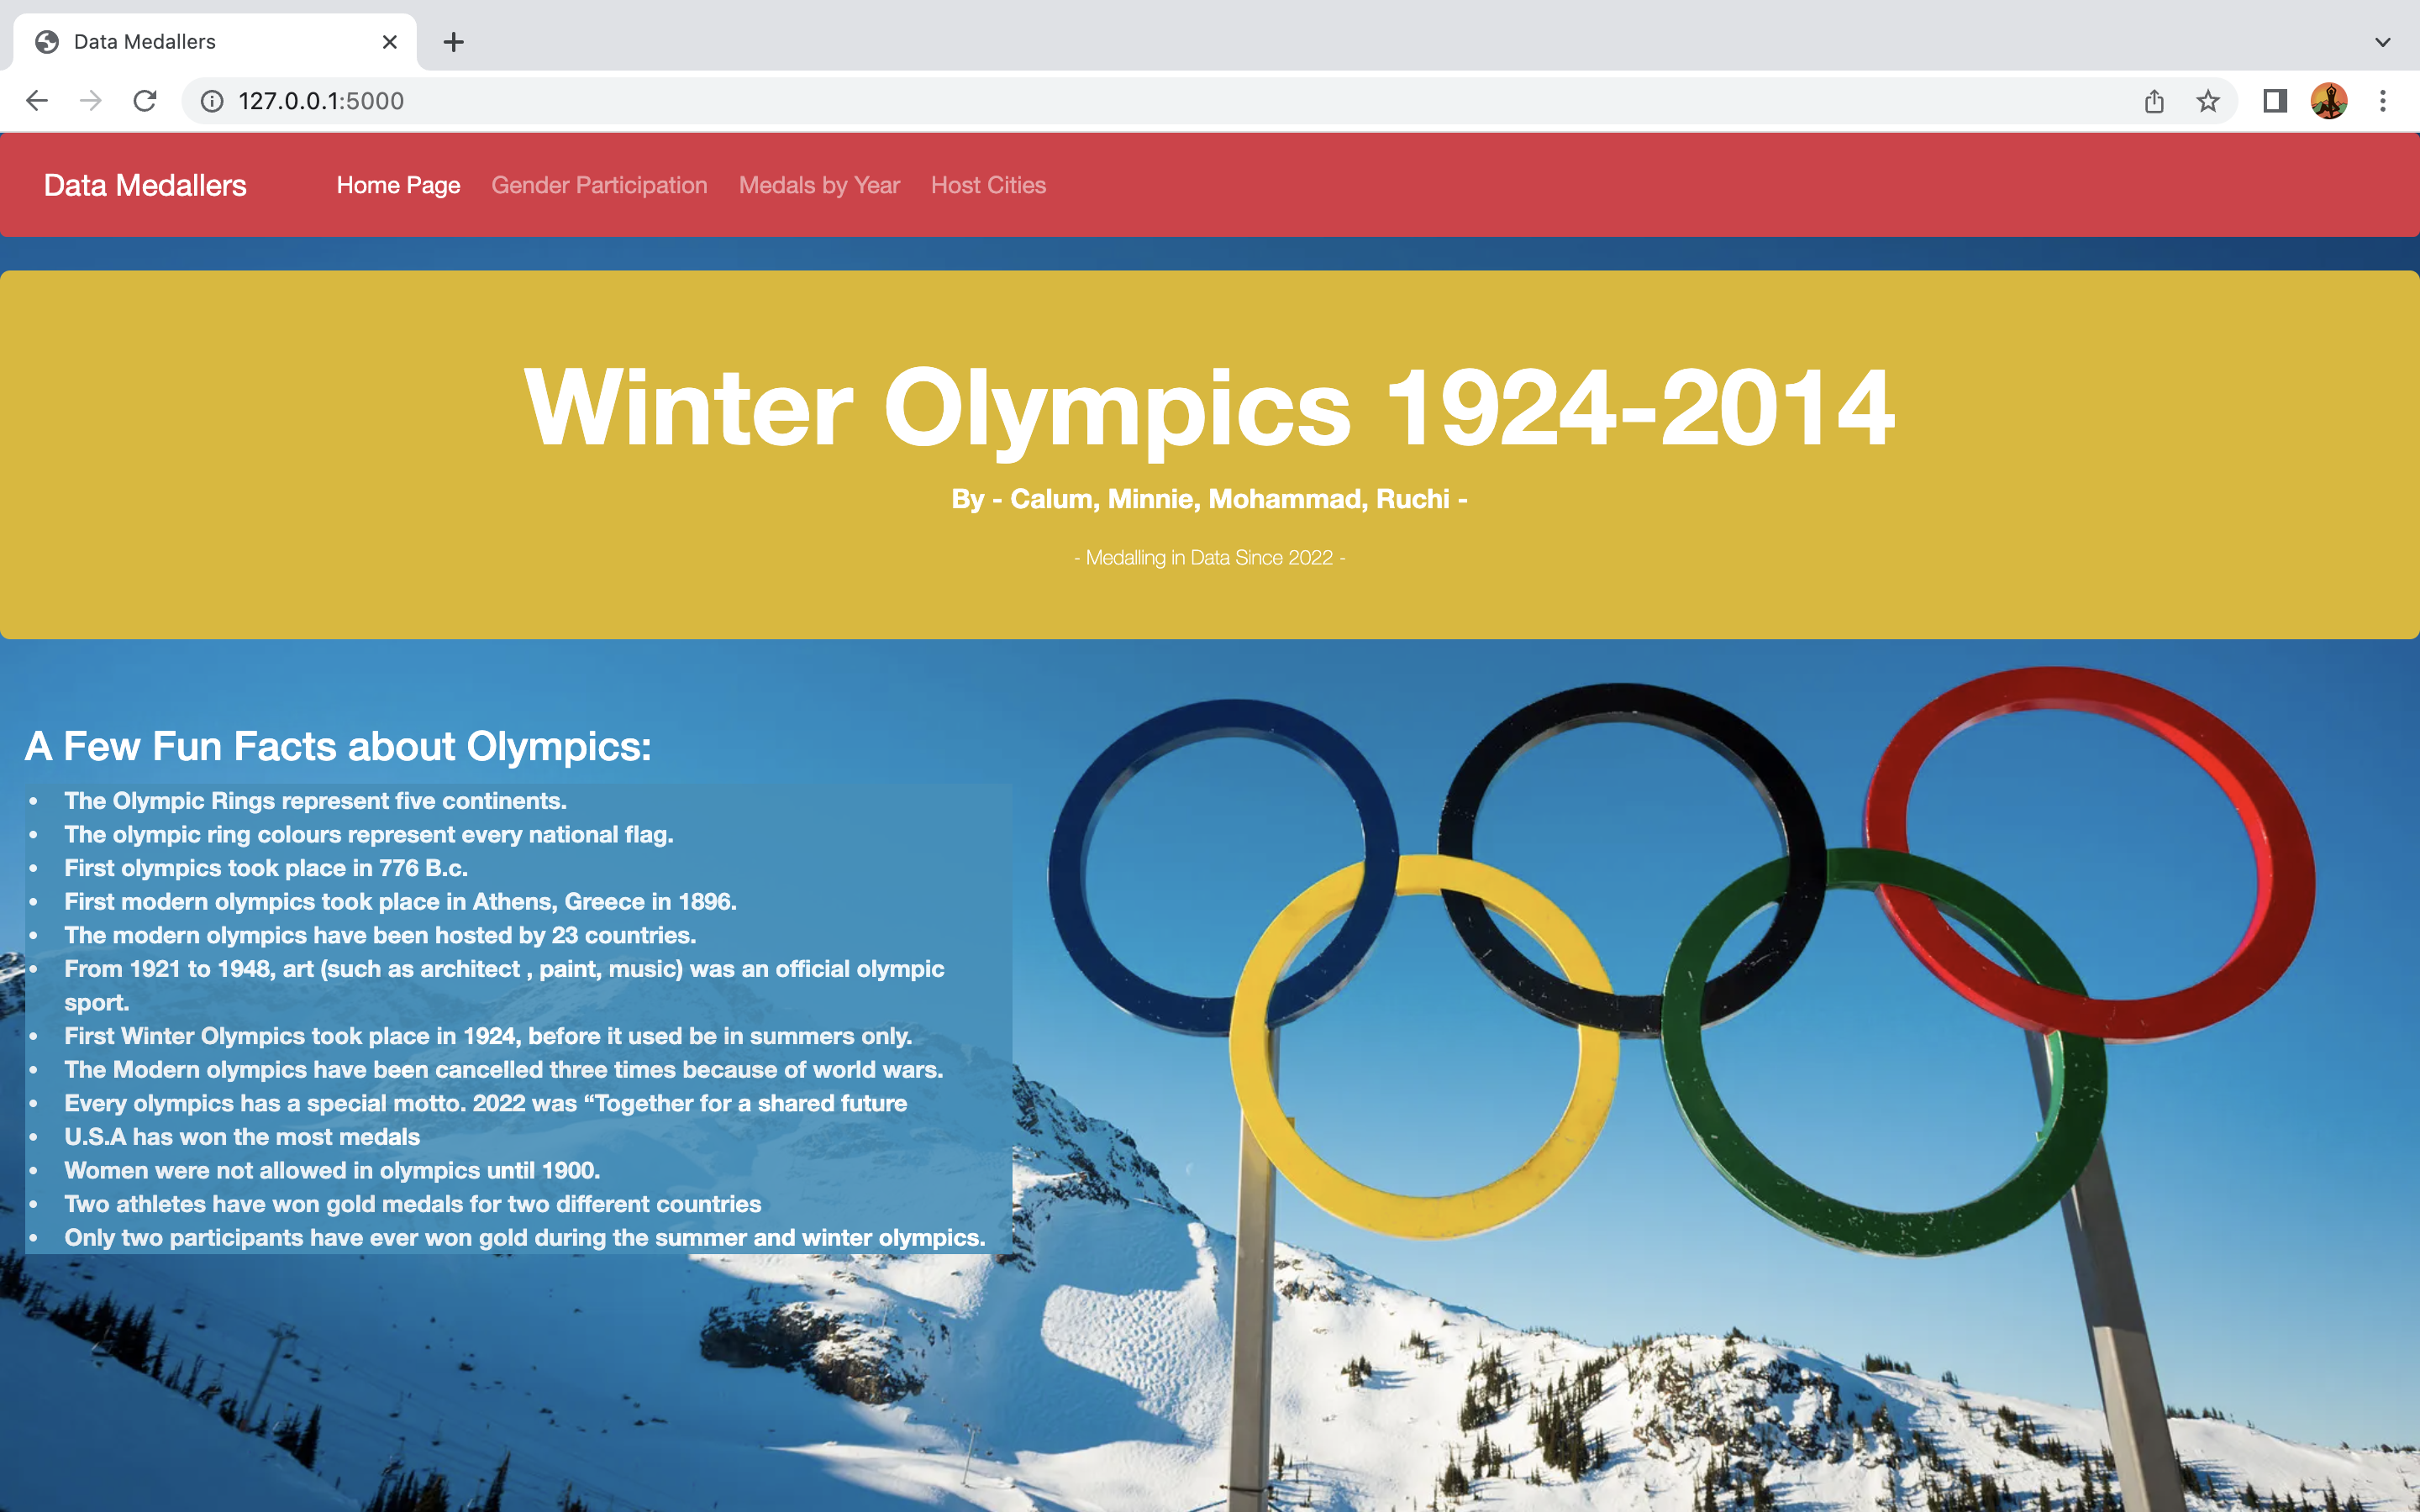 Data Medallers
127.0.0.1:5000
Data Medallers Home Page Gender Participation Medals by Year Host Cities
Winter Olympics 1924-2014
By - Calum, Minnie, Mohammad, Ruchi -
- Medalling in Data Since 2022 -
A Few Fun Facts about Olympics:
• The Olympic Rings represent five continents.
• The olympic ring colours represent every national flag.
• First olympics took place in 776 B.c.
• First modern olympics took place in Athens, Greece in 1896.
• The modern olympics have been hosted by 23 countries.
• From 1921 to 1948, art (such as architect , paint, music) was an official olympic
sport.
• First Winter Olympics took place in 1924, before it used be in summers only.
• The Modern olympics have been cancelled three times because of world wars.
• Every olympics has a special motto. 2022 was “Together for a shared future
• U.S.A has won the most medals
• Women were not allowed in olympics until 1900.
• Two athletes have won gold medals for two different countries
• Only two participants have ever won gold during the summer and winter olympics.